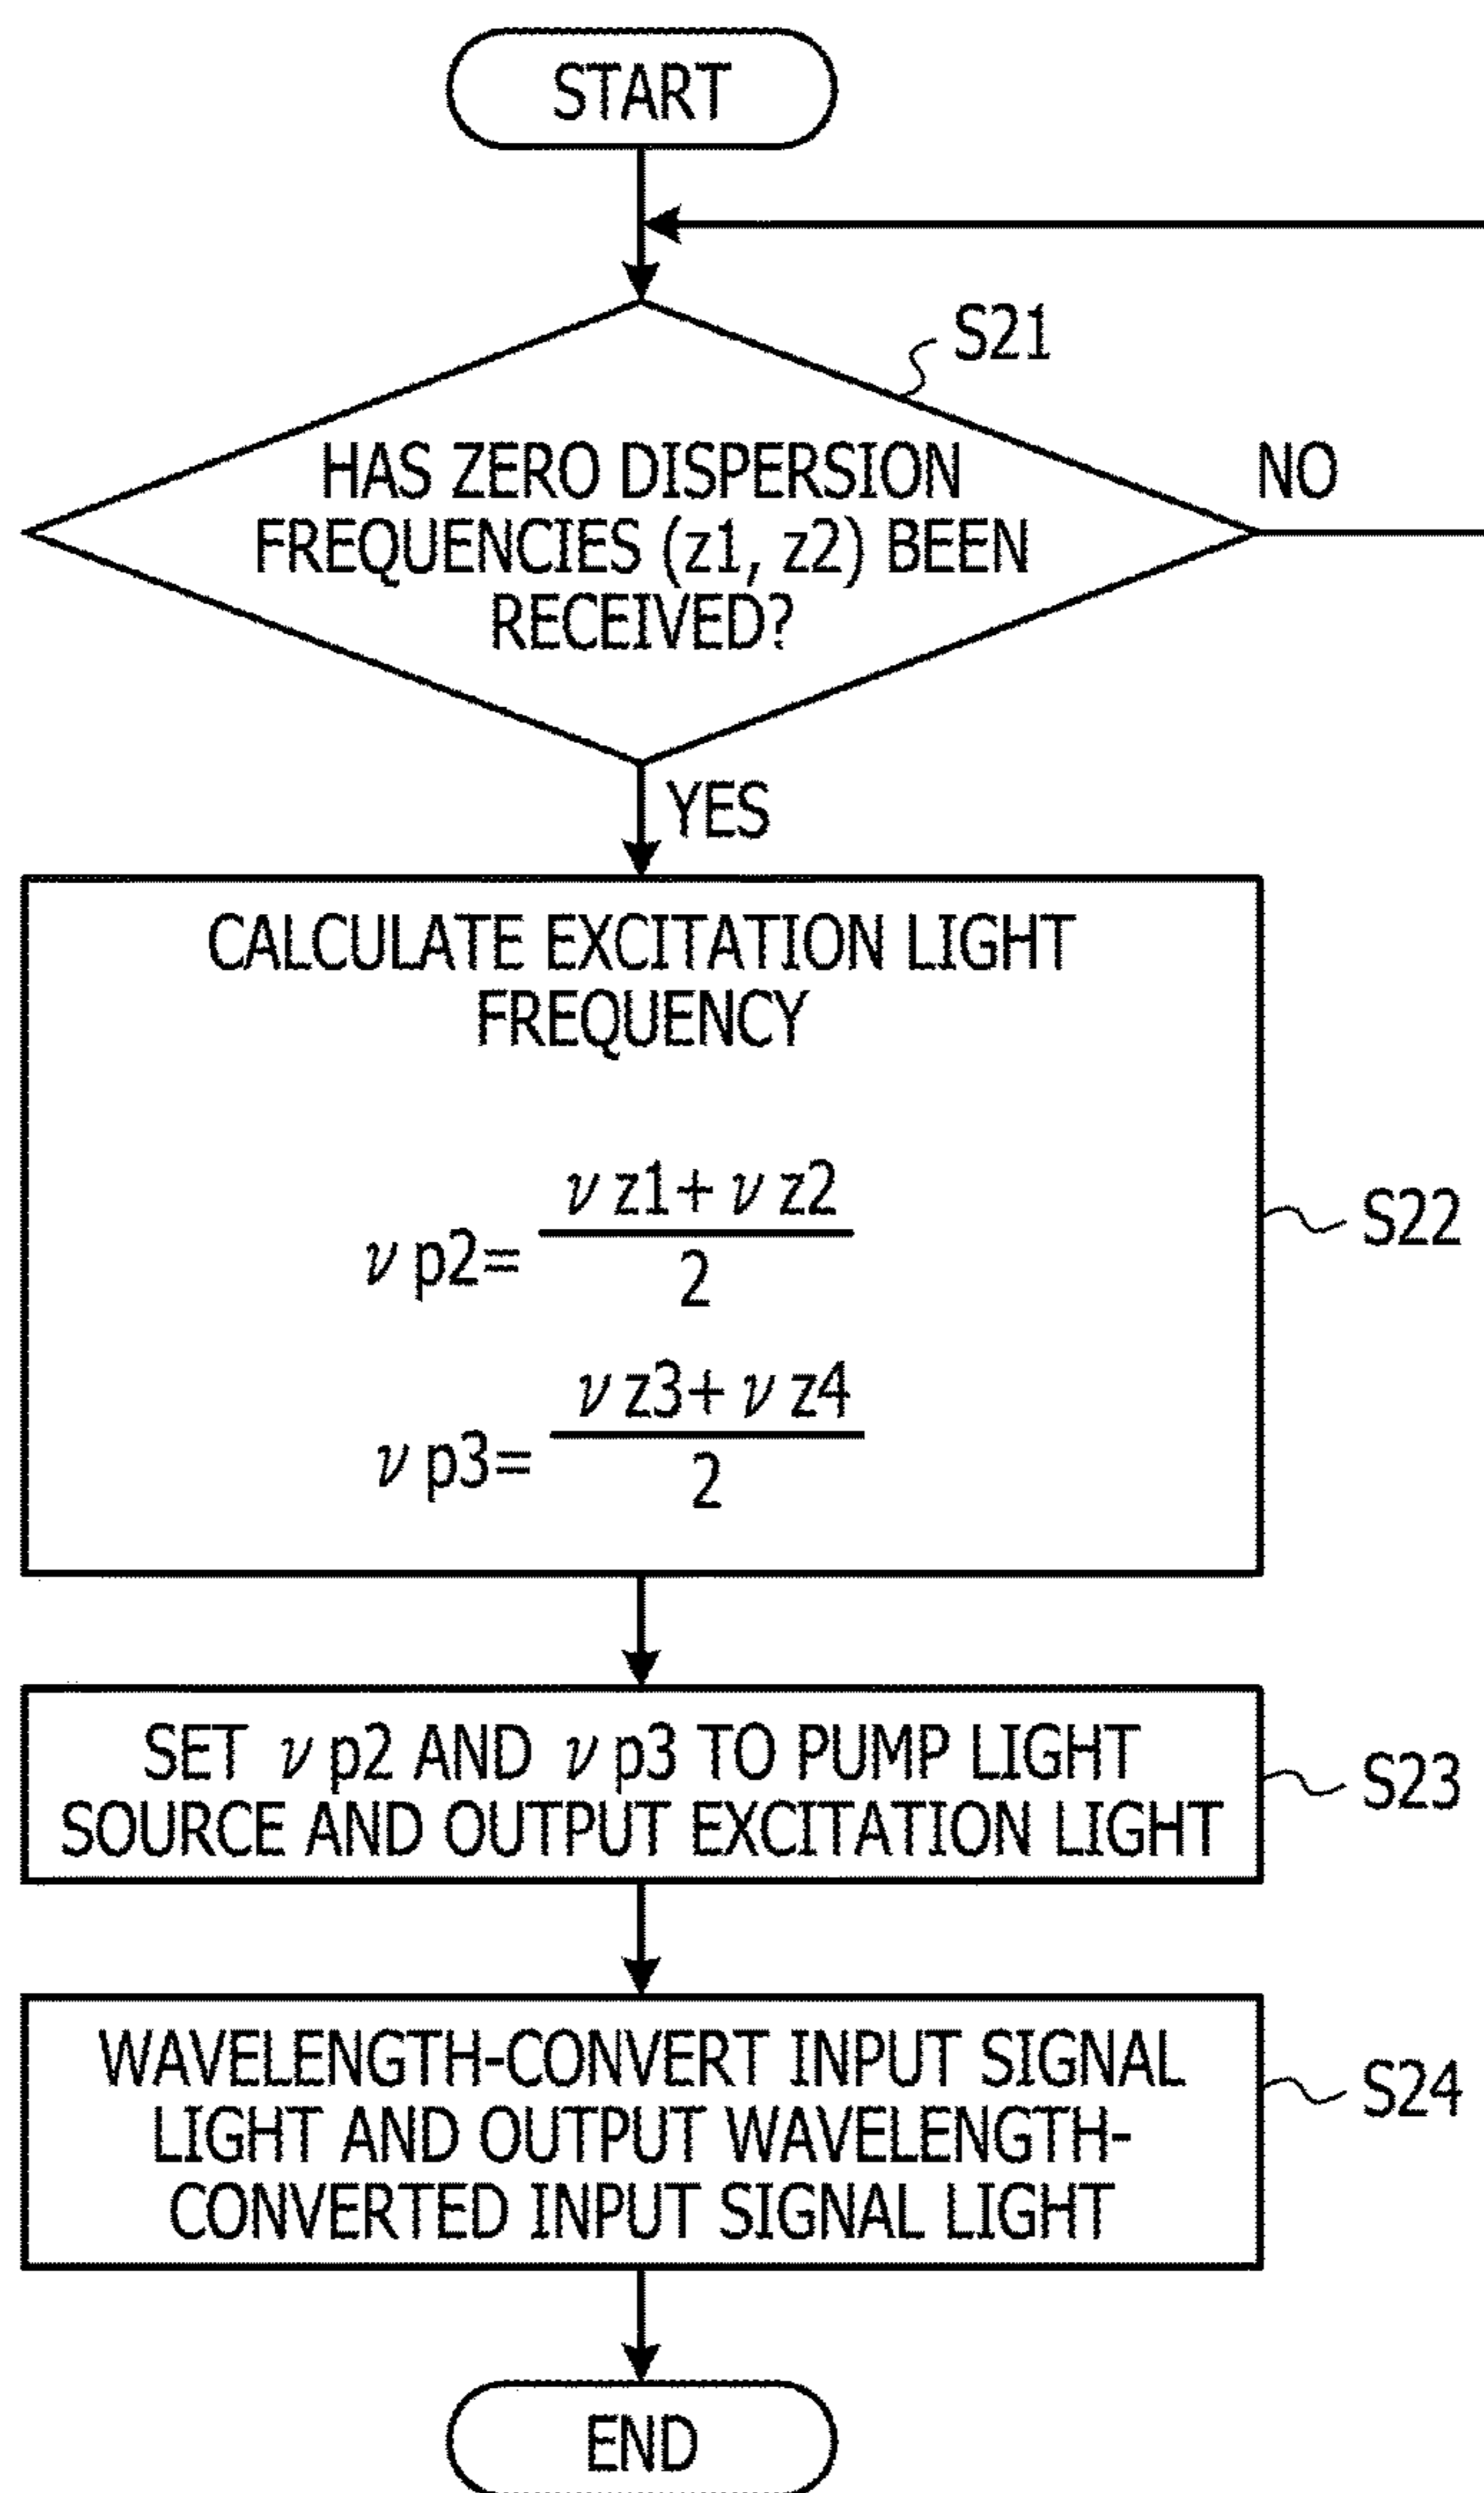 START
S21
HAS ZERO DISPERSION
FREQUENCIES (z1, z2) BEEN
RECEIVED?
NO
YES
CALCULATE EXCITATION LIGHT
FREQUENCY
ν p2= ν z1+ ν z2 / 2
ν p3= ν z3+ ν z4 / 2
S22
SET ν p2 AND ν p3 TO PUMP LIGHT
SOURCE AND OUTPUT EXCITATION LIGHT
S23
WAVELENGTH-CONVERT INPUT SIGNAL
LIGHT AND OUTPUT WAVELENGTH-
CONVERTED INPUT SIGNAL LIGHT
S24
END